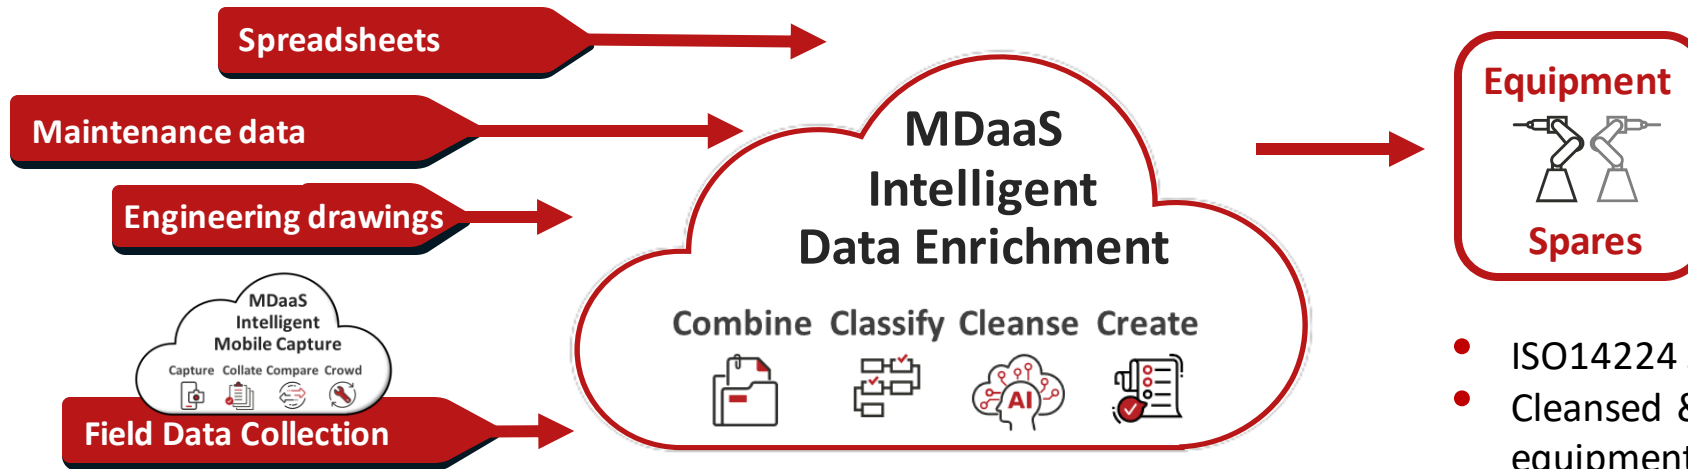 Spreadsheets
Maintenance data
Engineering drawings
MDaaS
Intelligent
Mobile Capture
Capture Collate Compare Crowd
Field Data Collection
MDaaS
Intelligent
Data Enrichment
Combine Classify Cleanse Create
AI
Equipment
Spares
ISO14224
Cleansed &
equipment